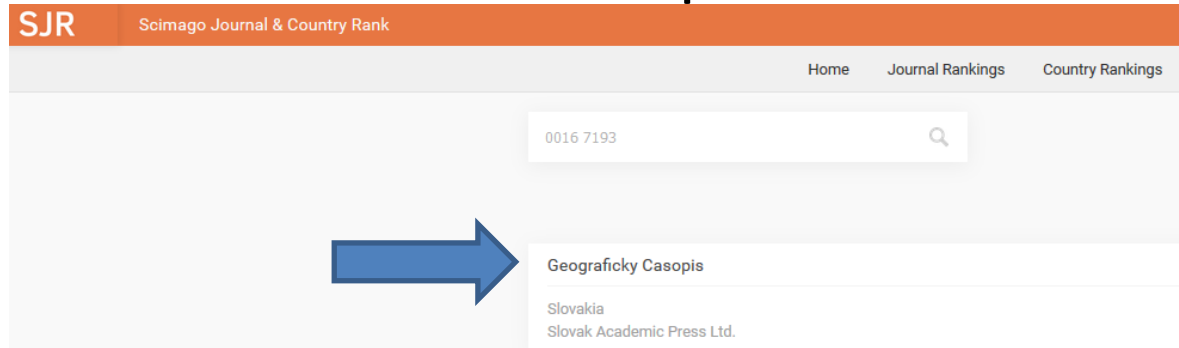 SJR Scimago Journal & Country Rank
Home Journal Rankings Country Rankings
0016 7193
Geograficky Casopis
Slovakia
Slovak Academic Press Ltd.